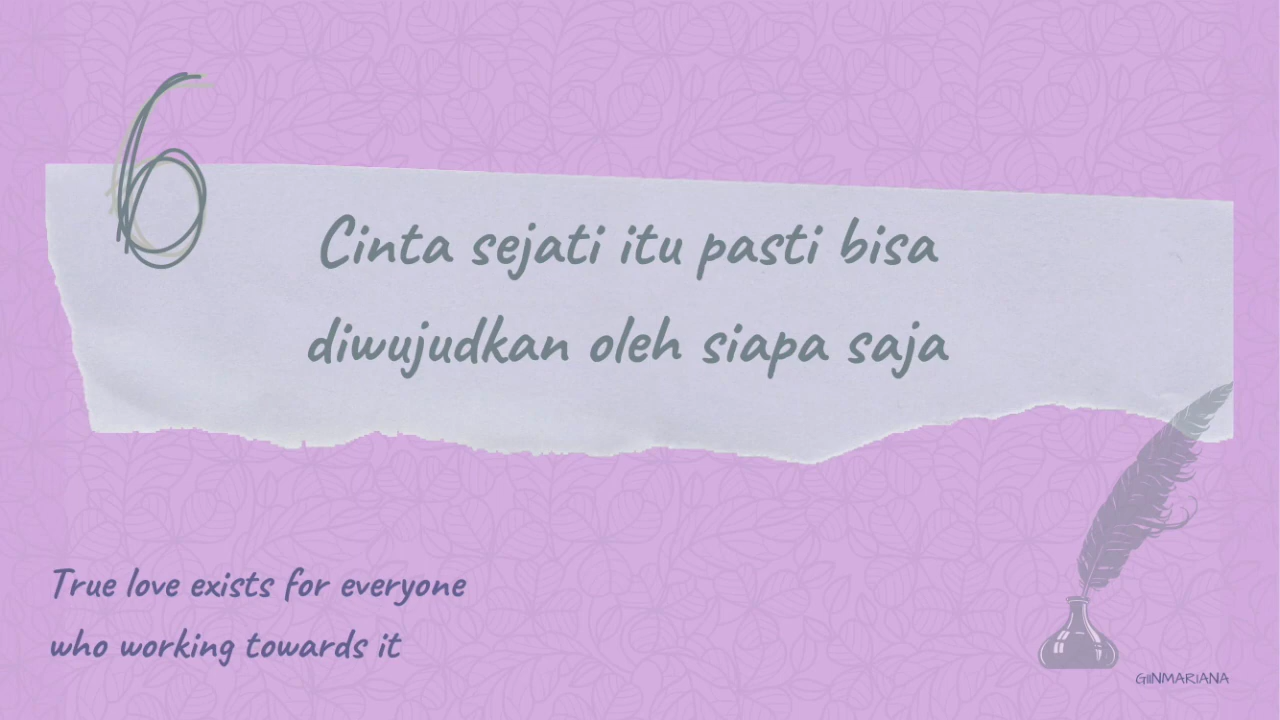 6
Cinta sejati itu pasti bisa
diwujudkan oleh siapa saja
True love exists for everyone
who working towards it
GIINMARIANA